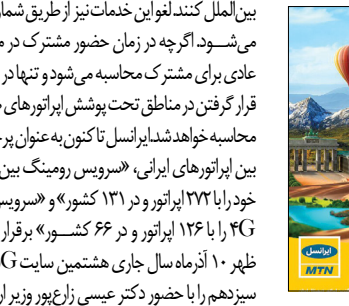 بین‌الملل کنند. لغو این خدمات نیز از طریق شما
می‌شــود. اگرچه در زمان حضور مشترک در م
عادی برای مشترک محاسبه می‌شود و تنها در
قرار گرفتن در مناطق تحت پوشش اپراتورهای
محاسبه خواهد شد. ایرانسل تاکنون به عنوان پر
بین اپراتورهای ایرانی، «سرویس رومینگ بین
خود را با ۲۷۲ اپراتور و در ۱۳۱ کشور» و «سرویس
4G را با ۱۲۶ اپراتور و در ۶۶ کشــور» برقرار
ظهر ۱۰ آذرماه سال جاری هشتمین سایت G
سیزدهم را با حضور دکتر عیسی زارع‌پور وزیر ار
ایرانسل
MTN